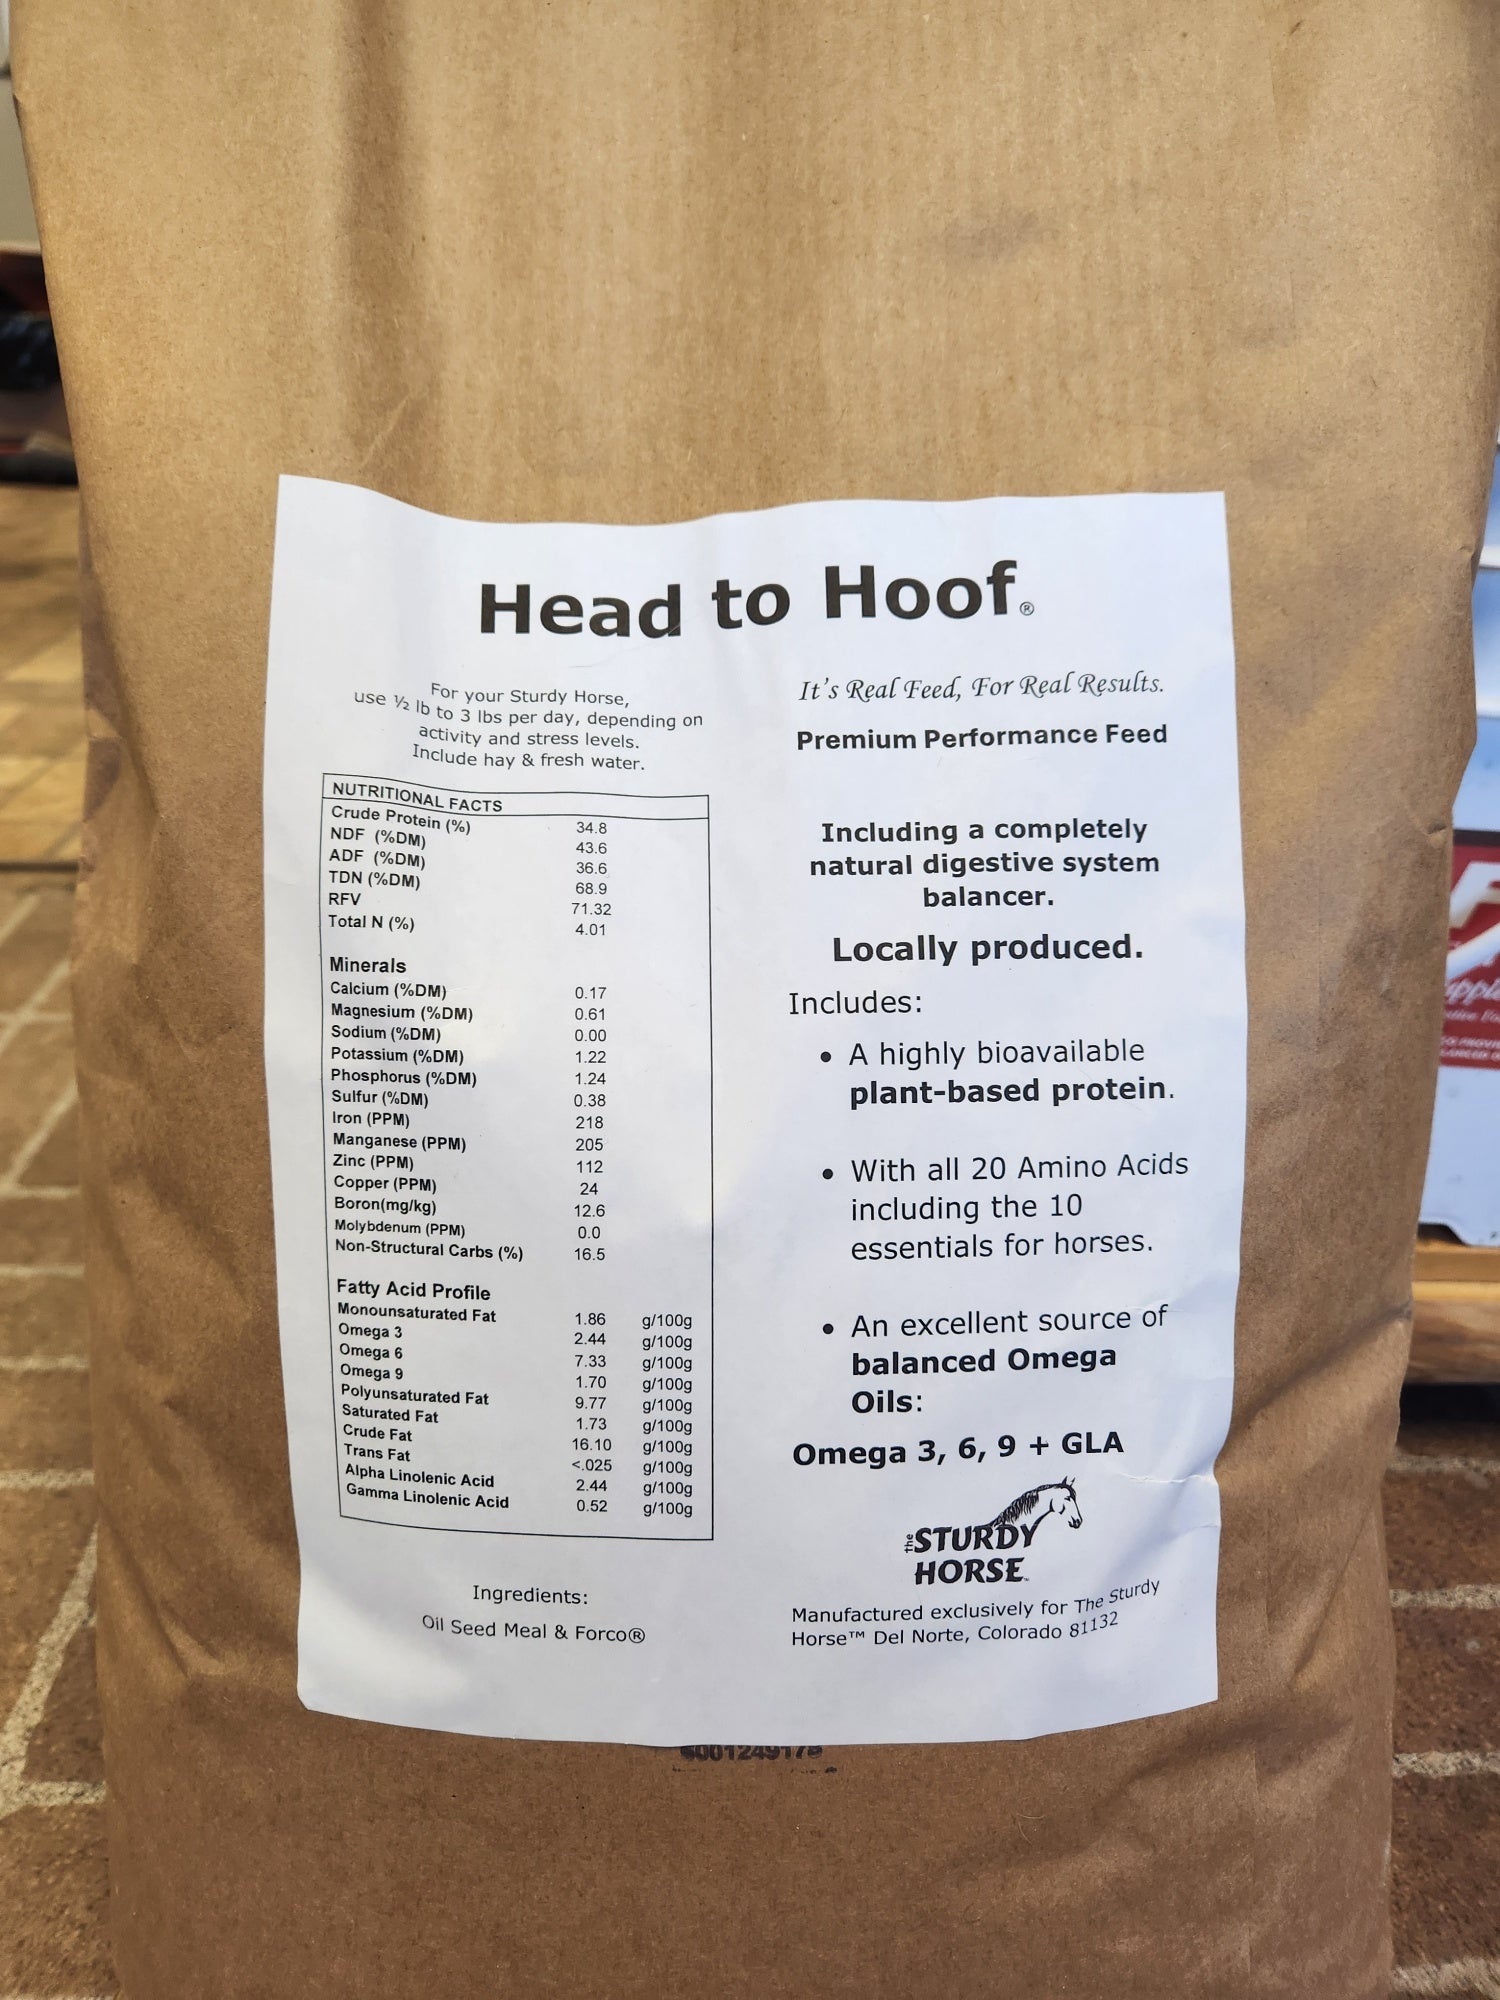 Head to Hoof®
For your Sturdy Horse,
use ½ lb to 3 lbs per day, depending on
activity and stress levels.
Include hay & fresh water.
NUTRITIONAL FACTS
Crude Protein (%) 34.8
NDF (%DM) 43.6
ADF (%DM) 36.6
TDN (%DM) 68.9
RFV 71.32
Total N (%) 4.01
Minerals
Calcium (%DM) 0.17
Magnesium (%DM) 0.61
Sodium (%DM) 0.00
Potassium (%DM) 1.22
Phosphorus (%DM) 1.24
Sulfur (%DM) 0.38
Iron (PPM) 218
Manganese (PPM) 205
Zinc (PPM) 112
Copper (PPM) 24
Boron(mg/kg) 12.6
Molybdenum (PPM) 0.0
Non-Structural Carbs (%) 16.5
Fatty Acid Profile
Monounsaturated Fat 1.86 g/100g
Omega 3 2.44 g/100g
Omega 6 7.33 g/100g
Omega 9 1.70 g/100g
Polyunsaturated Fat 9.77 g/100g
Saturated Fat 1.73 g/100g
Crude Fat 16.10 g/100g
Trans Fat <.025 g/100g
Alpha Linolenic Acid 2.44 g/100g
Gamma Linolenic Acid 0.52 g/100g
Ingredients:
Oil Seed Meal & Forco®
It's Real Feed, For Real Results.
Premium Performance Feed
Including a completely
natural digestive system
balancer.
Locally produced.
Includes:
• A highly bioavailable
plant-based protein.
• With all 20 Amino Acids
including the 10
essentials for horses.
• An excellent source of
balanced Omega
Oils:
Omega 3, 6, 9 + GLA
the STURDY
HORSE™
Manufactured exclusively for The Sturdy
Horse™ Del Norte, Colorado 81132